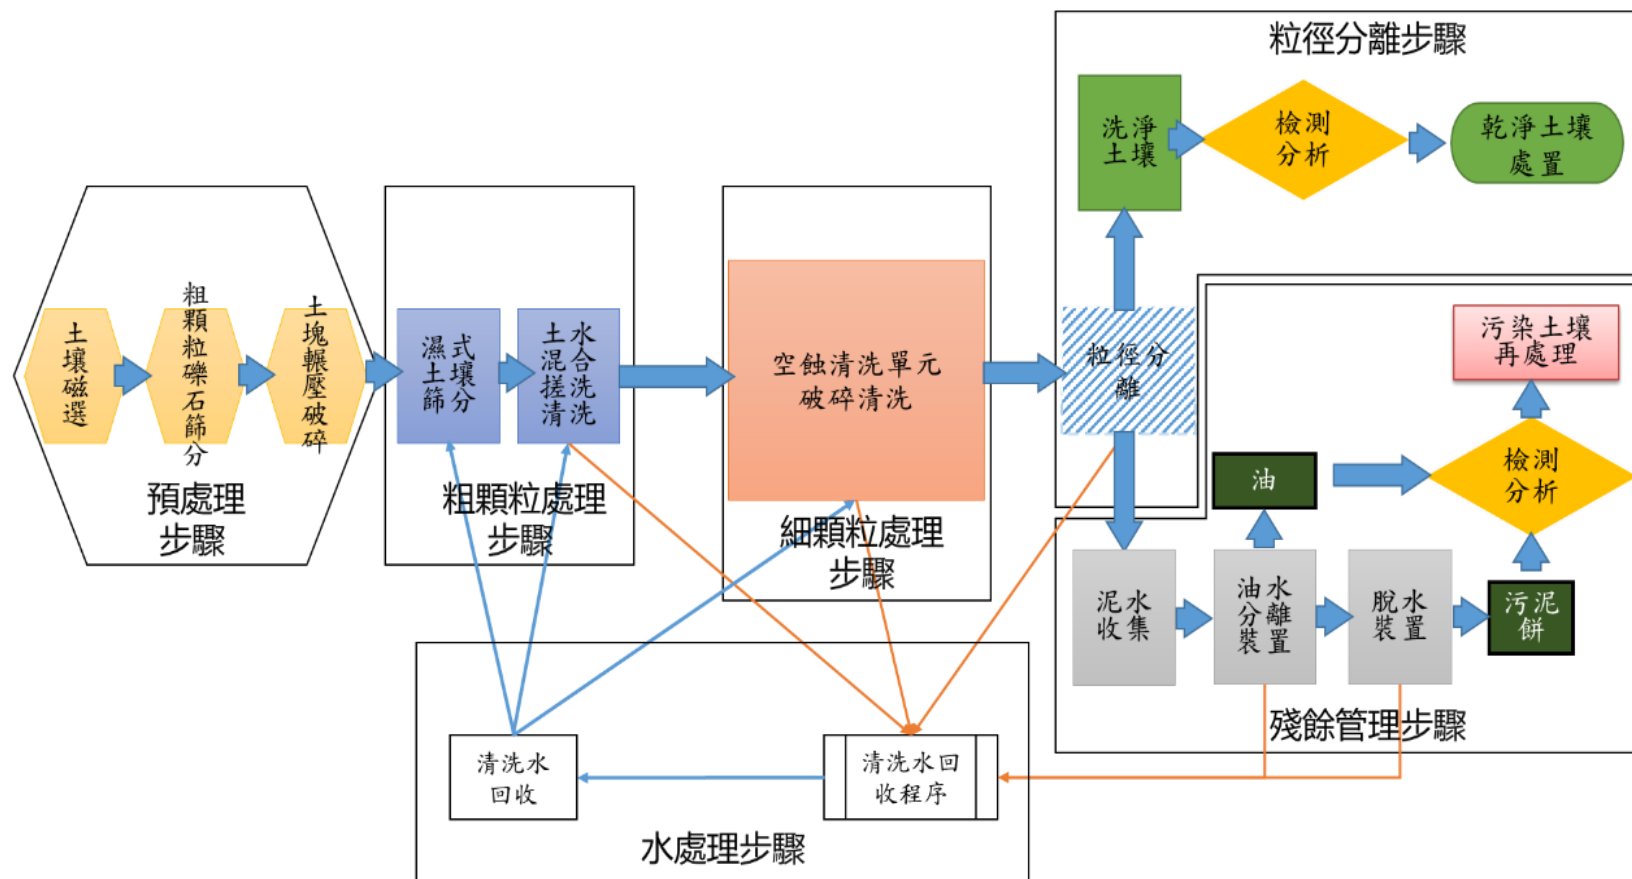 粒徑分離步驟
洗淨
土壤
檢測
分析
乾淨土壤
處置
土壤磁選
粗顆粒礫石篩分
土塊輾壓破碎
預處理
步驟
濕式
土壤
篩分
土水
混合
搓洗
清洗
粗顆粒處理
步驟
空蝕清洗單元
破碎清洗
細顆粒處理
步驟
粒徑分
離
污染土壤
再處理
油
檢測
分析
泥水
收集
油水
分離
裝置
脫水
裝置
污泥
餅
殘餘管理步驟
清洗水
回收
清洗水回
收程序
水處理步驟